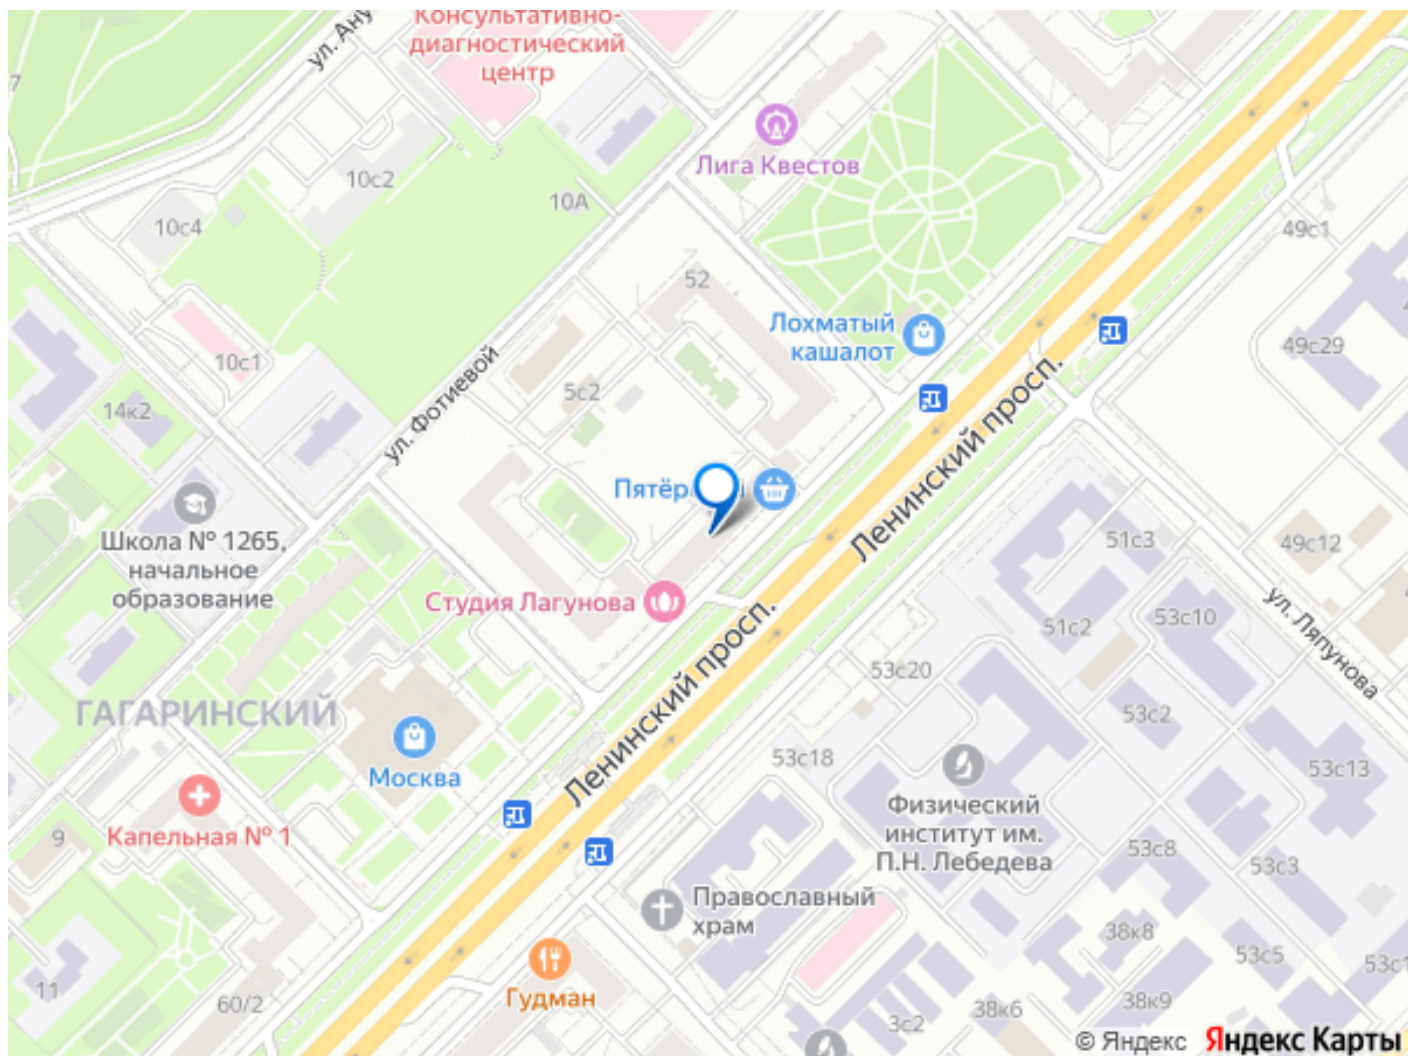 Консультативно-
диагностический
центр
ул. Ану
7
Лига Квестов
10с2
10А
10с4
49с1
52
Лохматый
кашалот
49с29
10с1
5с2
14к2
ул. Фотиевой
Ленинский просп.
Пятёр
51с3
49с12
Школа № 1265,
начальное
образование
Студия Лагунова
ул. Ляпунова
53с10
51с2
53с20
Ленинский просп.
ГАГАРИНСКИЙ
53с2
53с18
53с13
Москва
Физический
институт им.
П.Н. Лебедева
Капельная № 1
9
53с8
53с3
Православный
храм
38к8
53с5
53с1
11
60/2
Гудман
38к6
38к9
3с2
© Яндекс Яндекс Карты